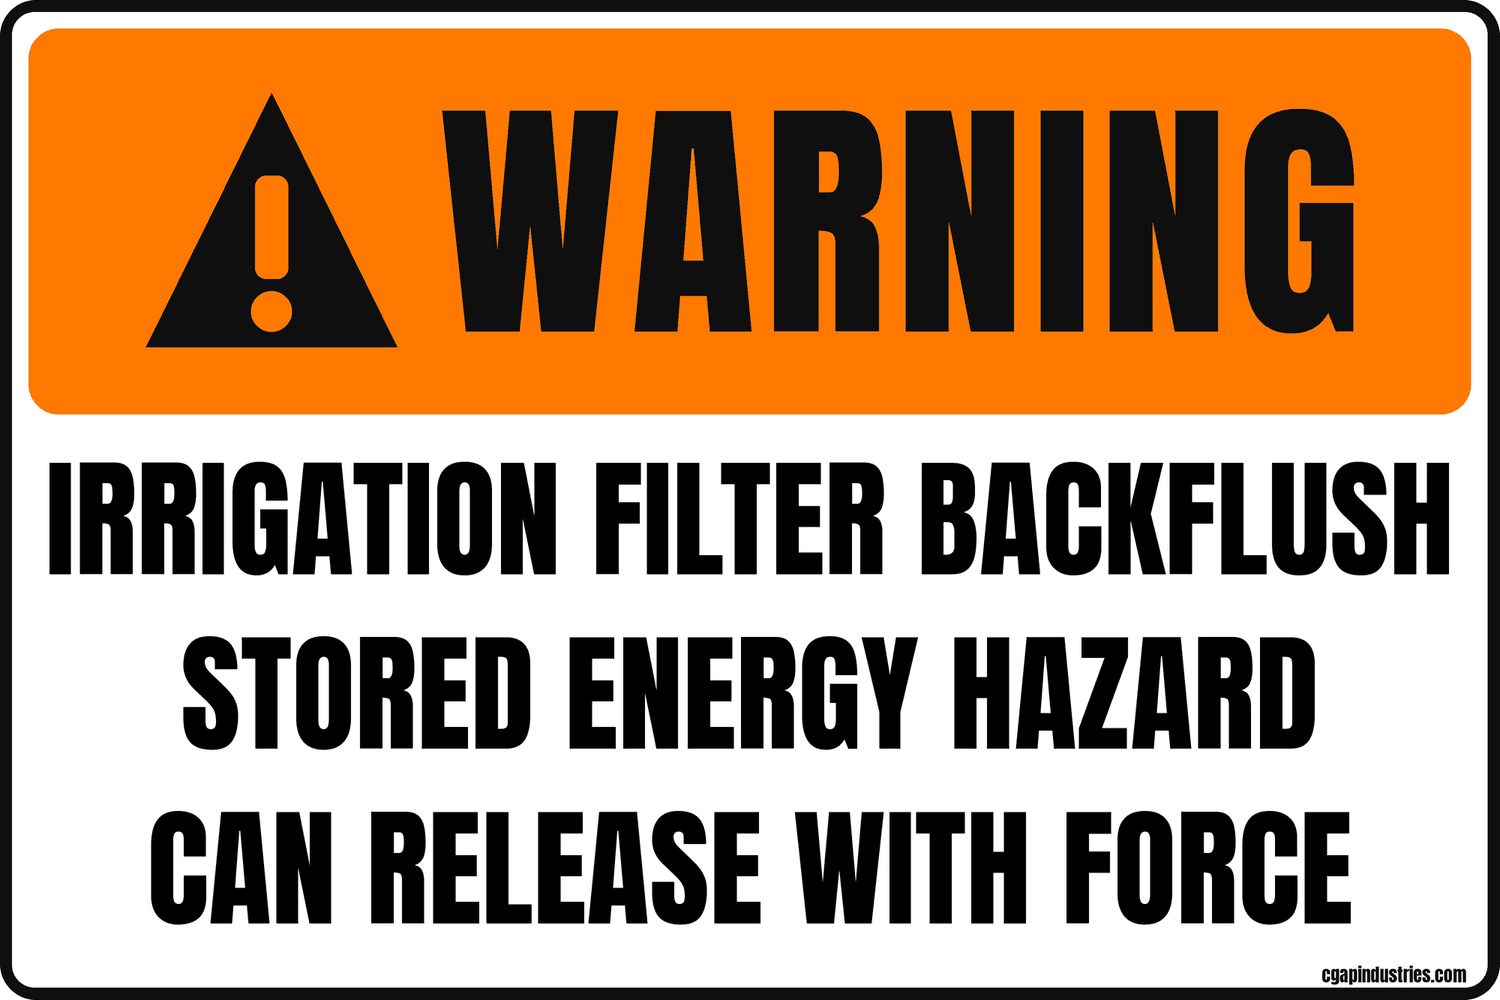 WARNING
IRRIGATION FILTER BACKFLUSH
STORED ENERGY HAZARD
CAN RELEASE WITH FORCE
cgapindustries.com